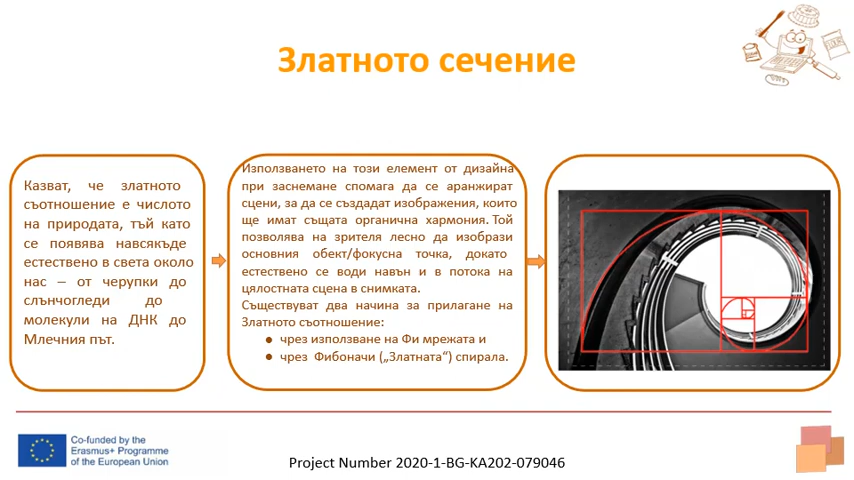 Златното сечение
Казват, че златното
съотношение е числото
на природата, тъй като
се появява навсякъде
естествено в света около
нас – от черупки до
слънчогледи до
молекули на ДНК до
Млечния път.
Използването на този елемент от дизайна
при заснемане спомага да се аранжират
сцени, за да се създадат изображения, които
ще имат същата органична хармония. Той
позволява на зрителя лесно да изобрази
основния обект/фокусна точка, докато
естествено се води навън и в потока на
цялостната сцена в снимката.
Съществуват два начина за прилагане на
Златното съотношение:
● чрез използване на Фи мрежата и
● чрез Фибоначи („Златната“) спирала.
Co-funded by the
Erasmus+ Programme
of the European Union
Project Number 2020-1-BG-KA202-079046